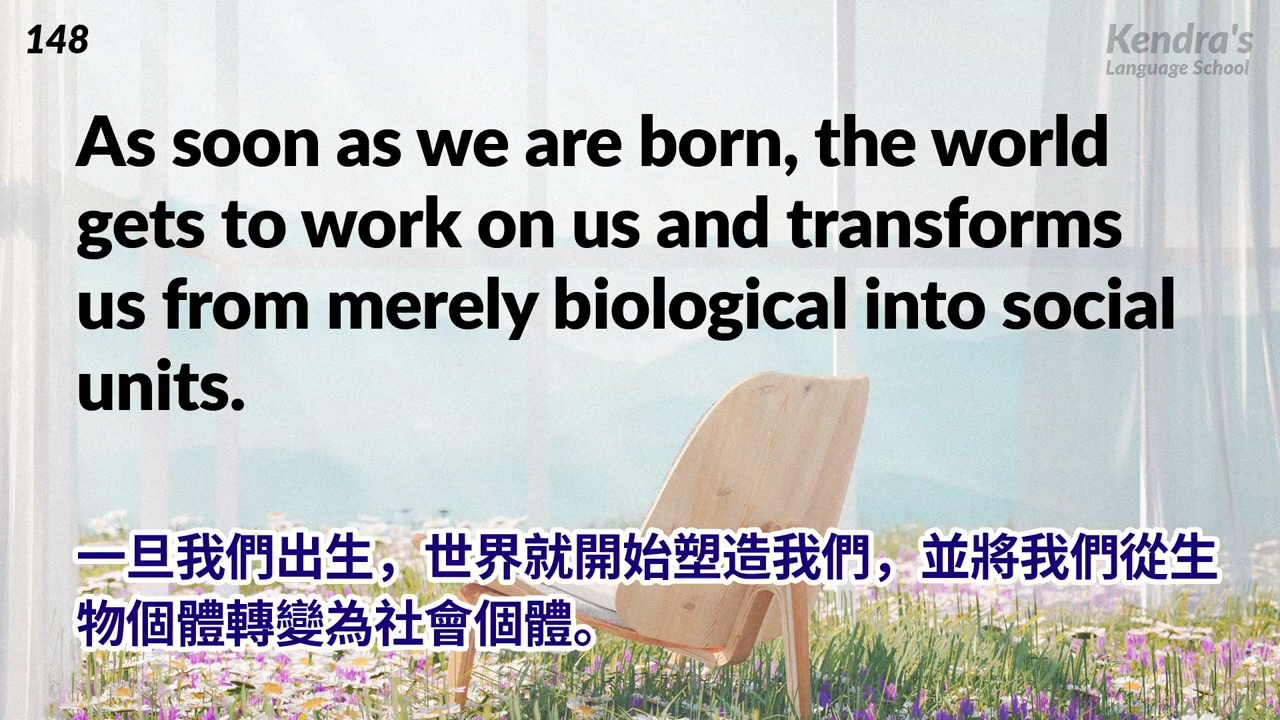 148
Kendra's
Language School
As soon as we are born, the world
gets to work on us and transforms
us from merely biological into social
units.
一旦我們出生，世界就開始塑造我們，並將我們從生
物個體轉變為社會個體。